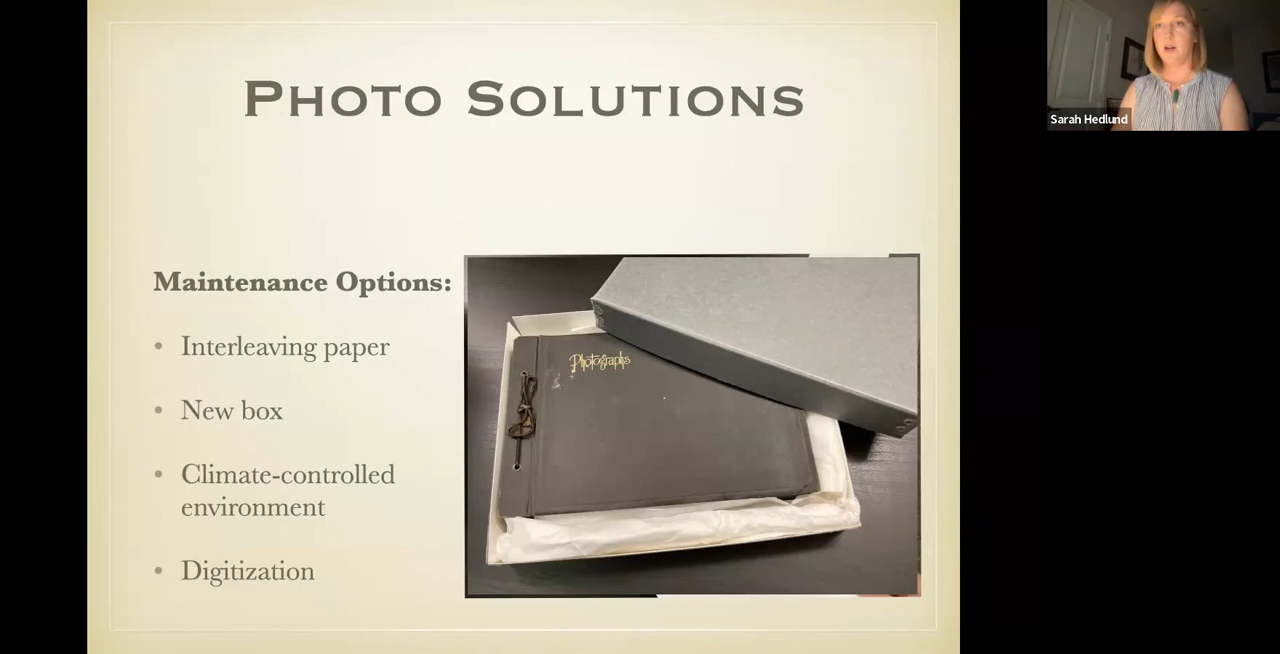 Photo Solutions
Maintenance Options:
• Interleaving paper
• New box
• Climate-controlled
environment
• Digitization
Photographs
Sarah Hedlund